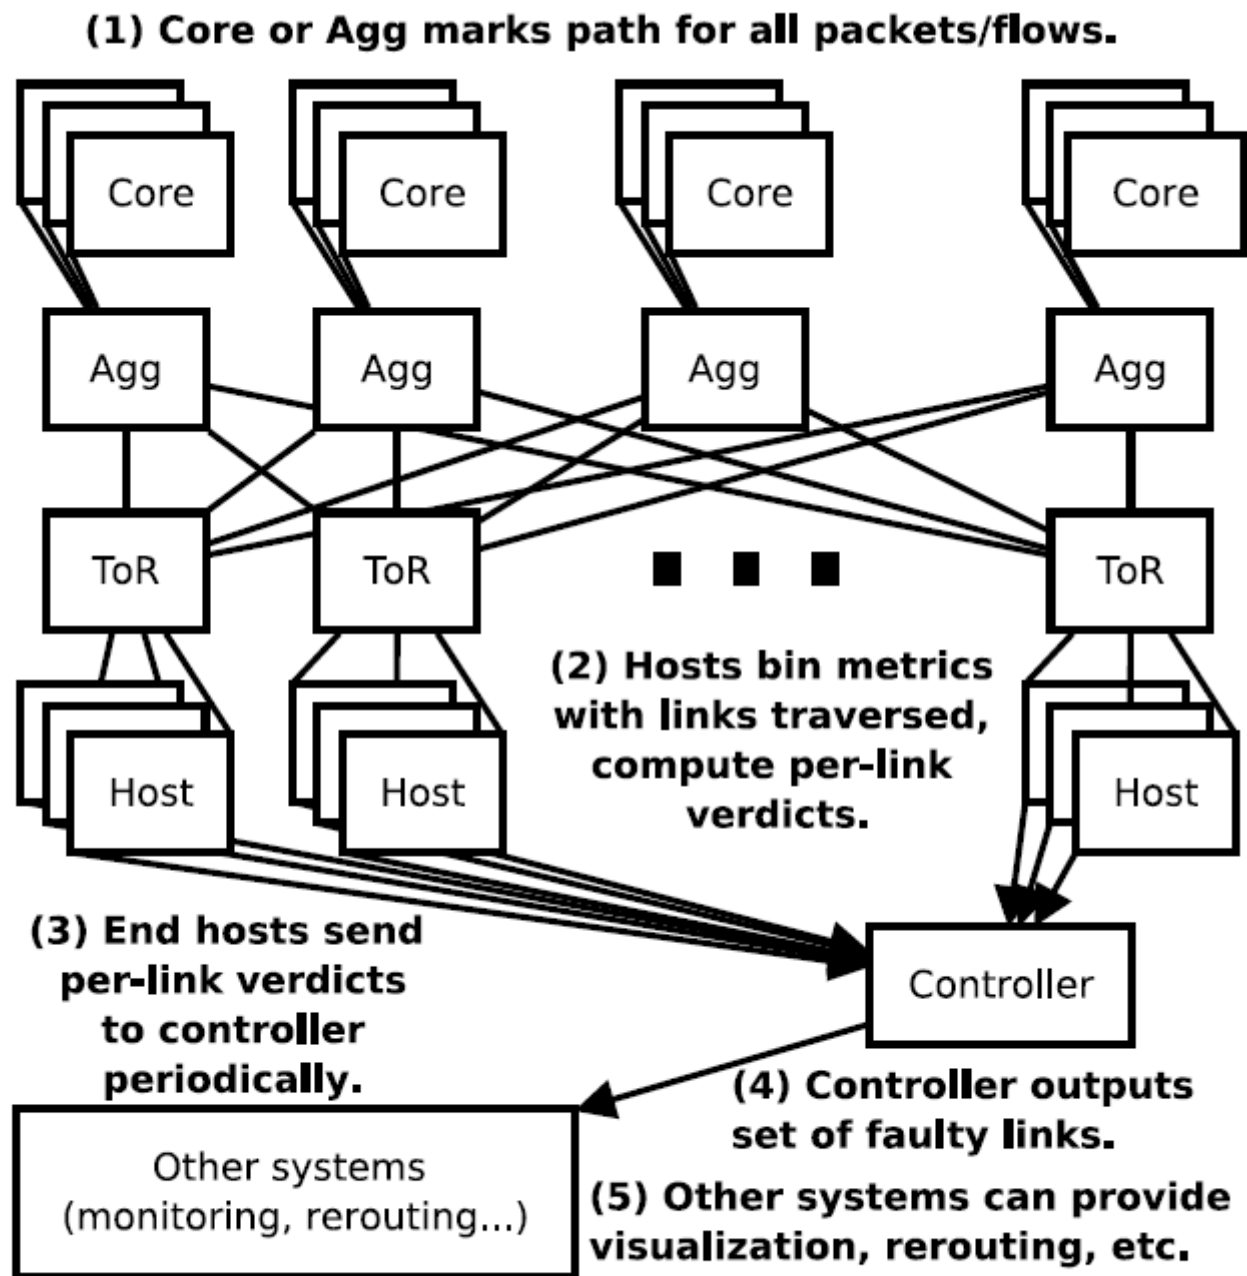 (1) Core or Agg marks path for all packets/flows.
Core
Core
Core
Core
Agg
Agg
Agg
Agg
ToR
ToR
ToR
(2) Hosts bin metrics
with links traversed,
compute per-link
verdicts.
Host
Host
Host
(3) End hosts send
per-link verdicts
to controller
periodically.
Controller
(4) Controller outputs
set of faulty links.
Other systems
(monitoring, rerouting...)
(5) Other systems can provide
visualization, rerouting, etc.